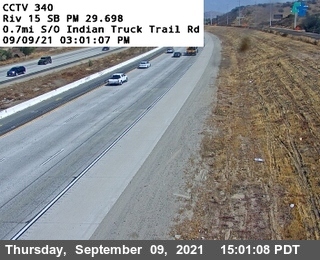 CCTV 340
Riv 15 SB PM 29.698
0.7mi S/O Indian Truck Trail Rd
09/09/21 03:01:07 PM
Thursday, September 09, 2021 15:01:08 PDT